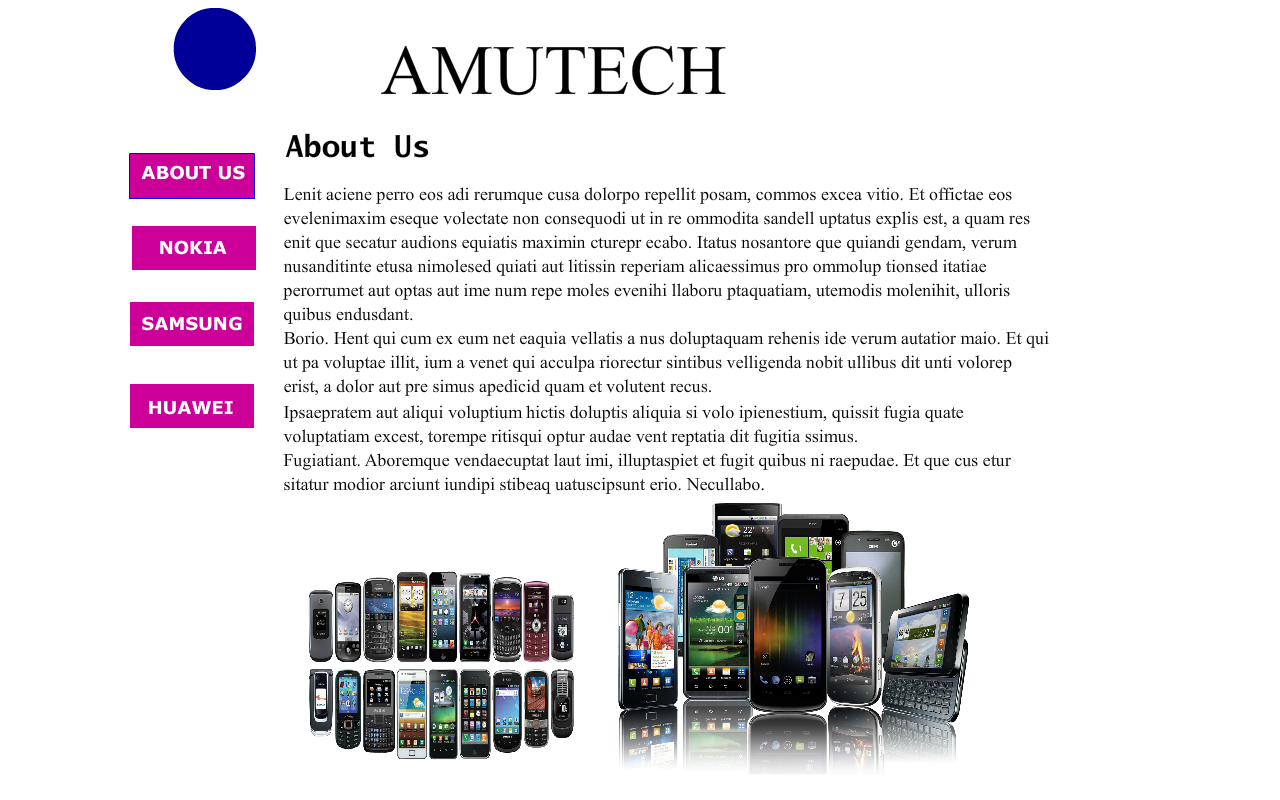 AMUTECH
About Us
ABOUT US
NOKIA
SAMSUNG
HUAWEI
Lenit aciene perro eos adi rerumque cusa dolorpo repellit posam, commos excea vitio. Et offictae eos
evelenimaxim eseque volectate non consequodi ut in re ommodita sandell uptatus explis est, a quam res
enit que secatur audions equiatis maximin cturepr ecabo. Itatus nosantore que quiandi gendam, verum
nusanditinte etusa nimolesed quiati aut litissin reperiam alicaessimus pro ommolup tionsed itatiae
perorrumet aut optas aut ime num repe moles evenihi llaboru ptaquatiam, utemodis molenihit, ulloris
quibus endusdant.
Borio. Hent qui cum ex eum net eaquia vellatis a nus doluptaquam rehenis ide verum autatior maio. Et qui
ut pa voluptae illit, ium a venet qui acculpa riorectur sintibus velligenda nobit ullibus dit unti volorep
erist, a dolor aut pre simus apedicid quam et volutent recus.
Ipsaepratem aut aliqui voluptium hictis doluptis aliquia si volo ipienestium, quissit fugia quate
voluptatiam excest, torempe ritisqui optur audae vent reptatia dit fugitia ssimus.
Fugiatiant. Aboremque vendaecuptat laut imi, illuptaspiet et fugit quibus ni raepudae. Et que cus etur
sitatur modior arciunt iundipi stibeaq uatuscipsunt erio. Necullabo.
22°
LG
00°
7 25